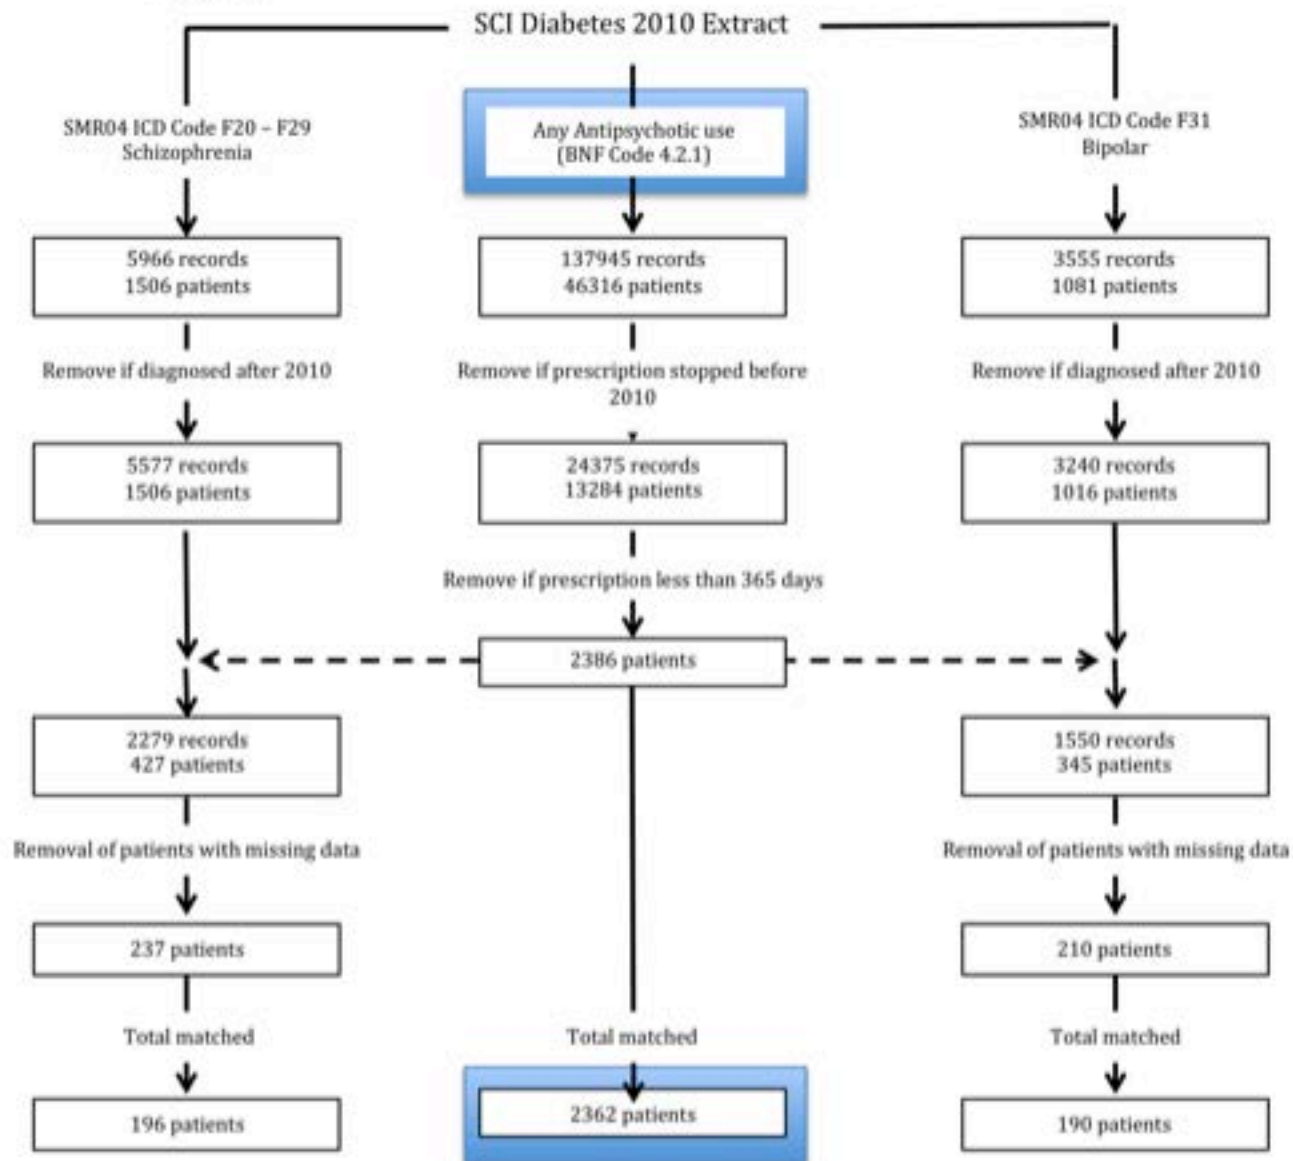 SCI Diabetes 2010 Extract
SMR04 ICD Code F20 – F29
Schizophrenia
Any Antipsychotic use
(BNF Code 4.2.1)
SMR04 ICD Code F31
Bipolar
5966 records
1506 patients
137945 records
46316 patients
3555 records
1081 patients
Remove if diagnosed after 2010
Remove if prescription stopped before
2010
Remove if diagnosed after 2010
5577 records
1506 patients
24375 records
13284 patients
3240 records
1016 patients
Remove if prescription less than 365 days
2386 patients
2279 records
427 patients
1550 records
345 patients
Removal of patients with missing data
Removal of patients with missing data
237 patients
210 patients
Total matched
Total matched
Total matched
196 patients
2362 patients
190 patients